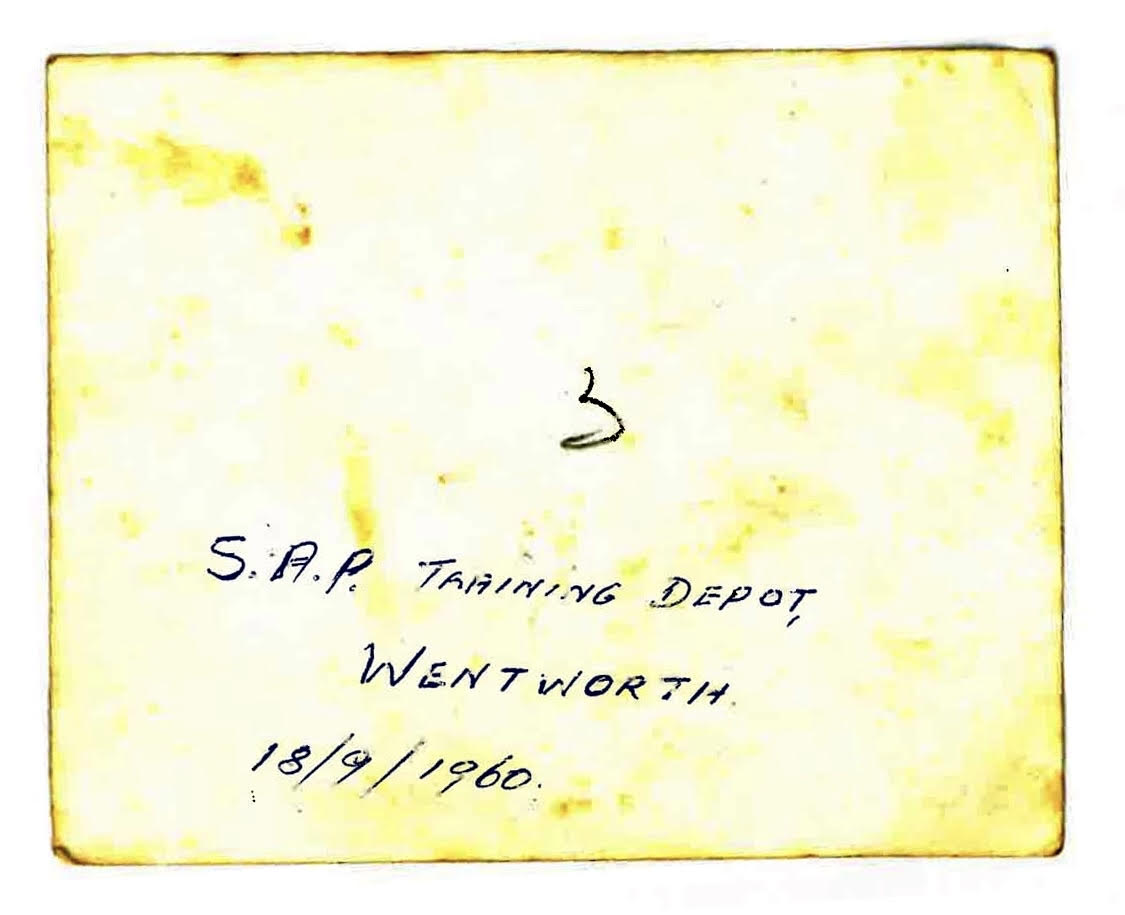 3
S.A.P. TRAINING DEPOT,
WENTWORTH.
18/9/1960.